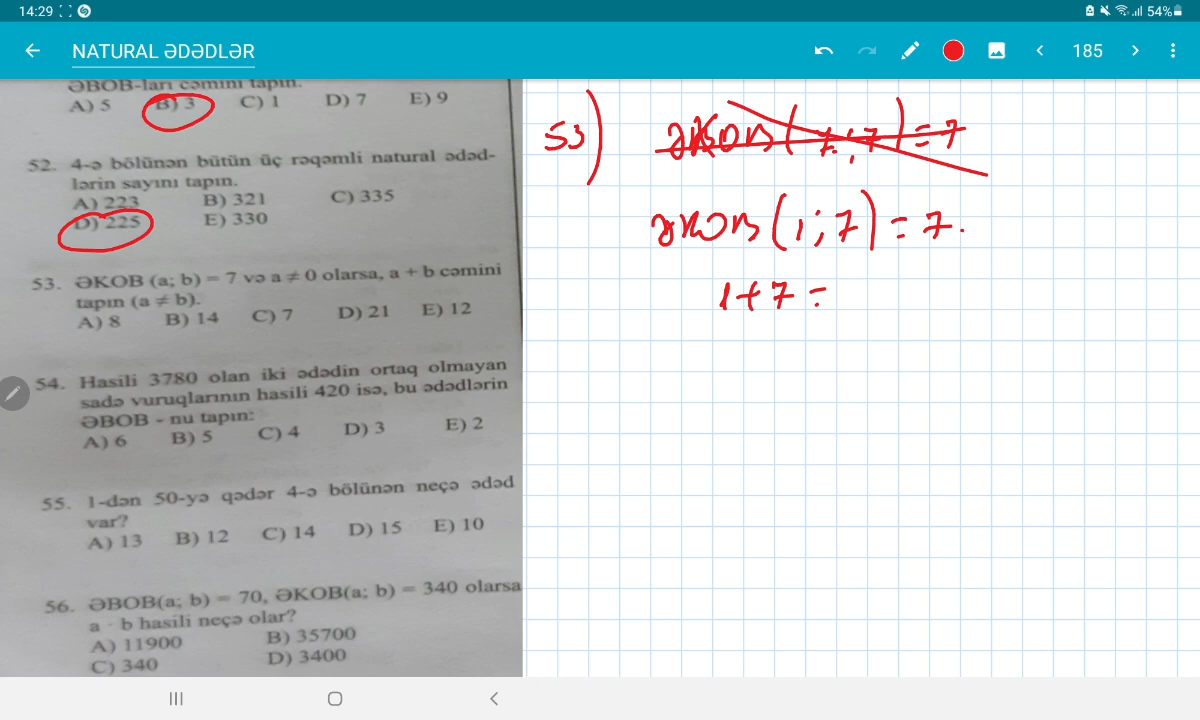 14:29 54%
NATURAL ƏDƏDLƏR 185
ƏBOB-ları cəmini tapın.
A) 5 B) 3 C) 1 D) 7 E) 9
52. 4-ə bölünən bütün üç rəqəmli natural ədəd-
lərin sayını tapın.
A) 223 B) 321 C) 335
D) 225 E) 330
53. ƏKOB (a; b) = 7 və a ≠ 0 olarsa, a + b cəmini
tapın (a ≠ b).
A) 8 B) 14 C) 7 D) 21 E) 12
54. Hasili 3780 olan iki ədədin ortaq olmayan
sadə vuruqlarının hasili 420 isə, bu ədədlərin
ƏBOB - nu tapın:
A) 6 B) 5 C) 4 D) 3 E) 2
55. 1-dən 50-yə qədər 4-ə bölünən neçə ədəd
var?
A) 13 B) 12 C) 14 D) 15 E) 10
56. ƏBOB(a; b) = 70, ƏKOB(a; b) = 340 olarsa
a · b hasili neçə olar?
A) 11900 B) 35700
C) 340 D) 3400
53) əKOB(7;7)=7
əKOB(1;7)=7.
1+7=